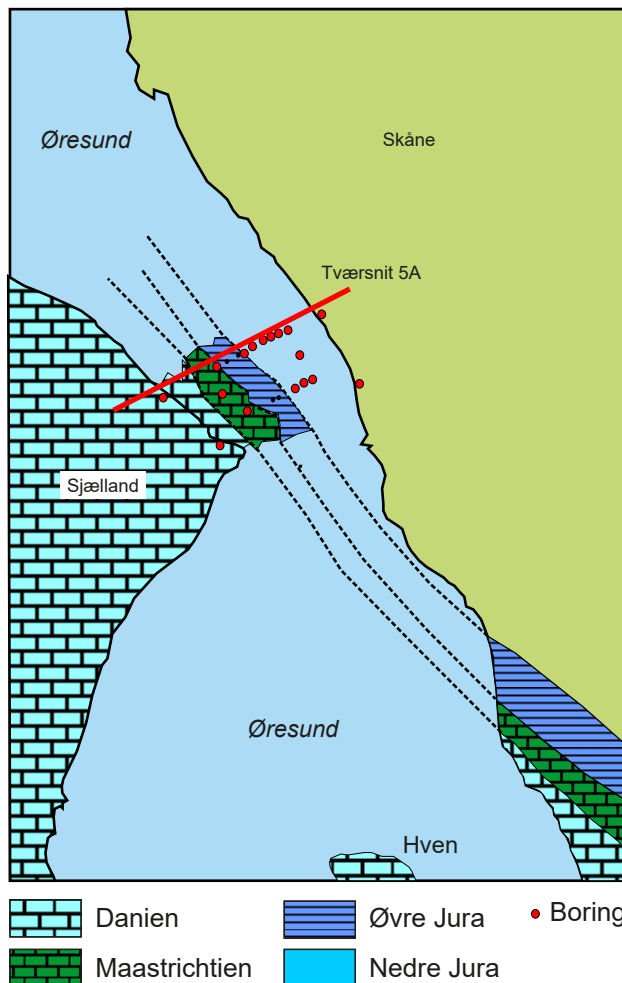 Øresund
Skåne
Tværsnit 5A
Sjælland
Øresund
Hven
Danien
Øvre Jura
Boring
Maastrichtien
Nedre Jura